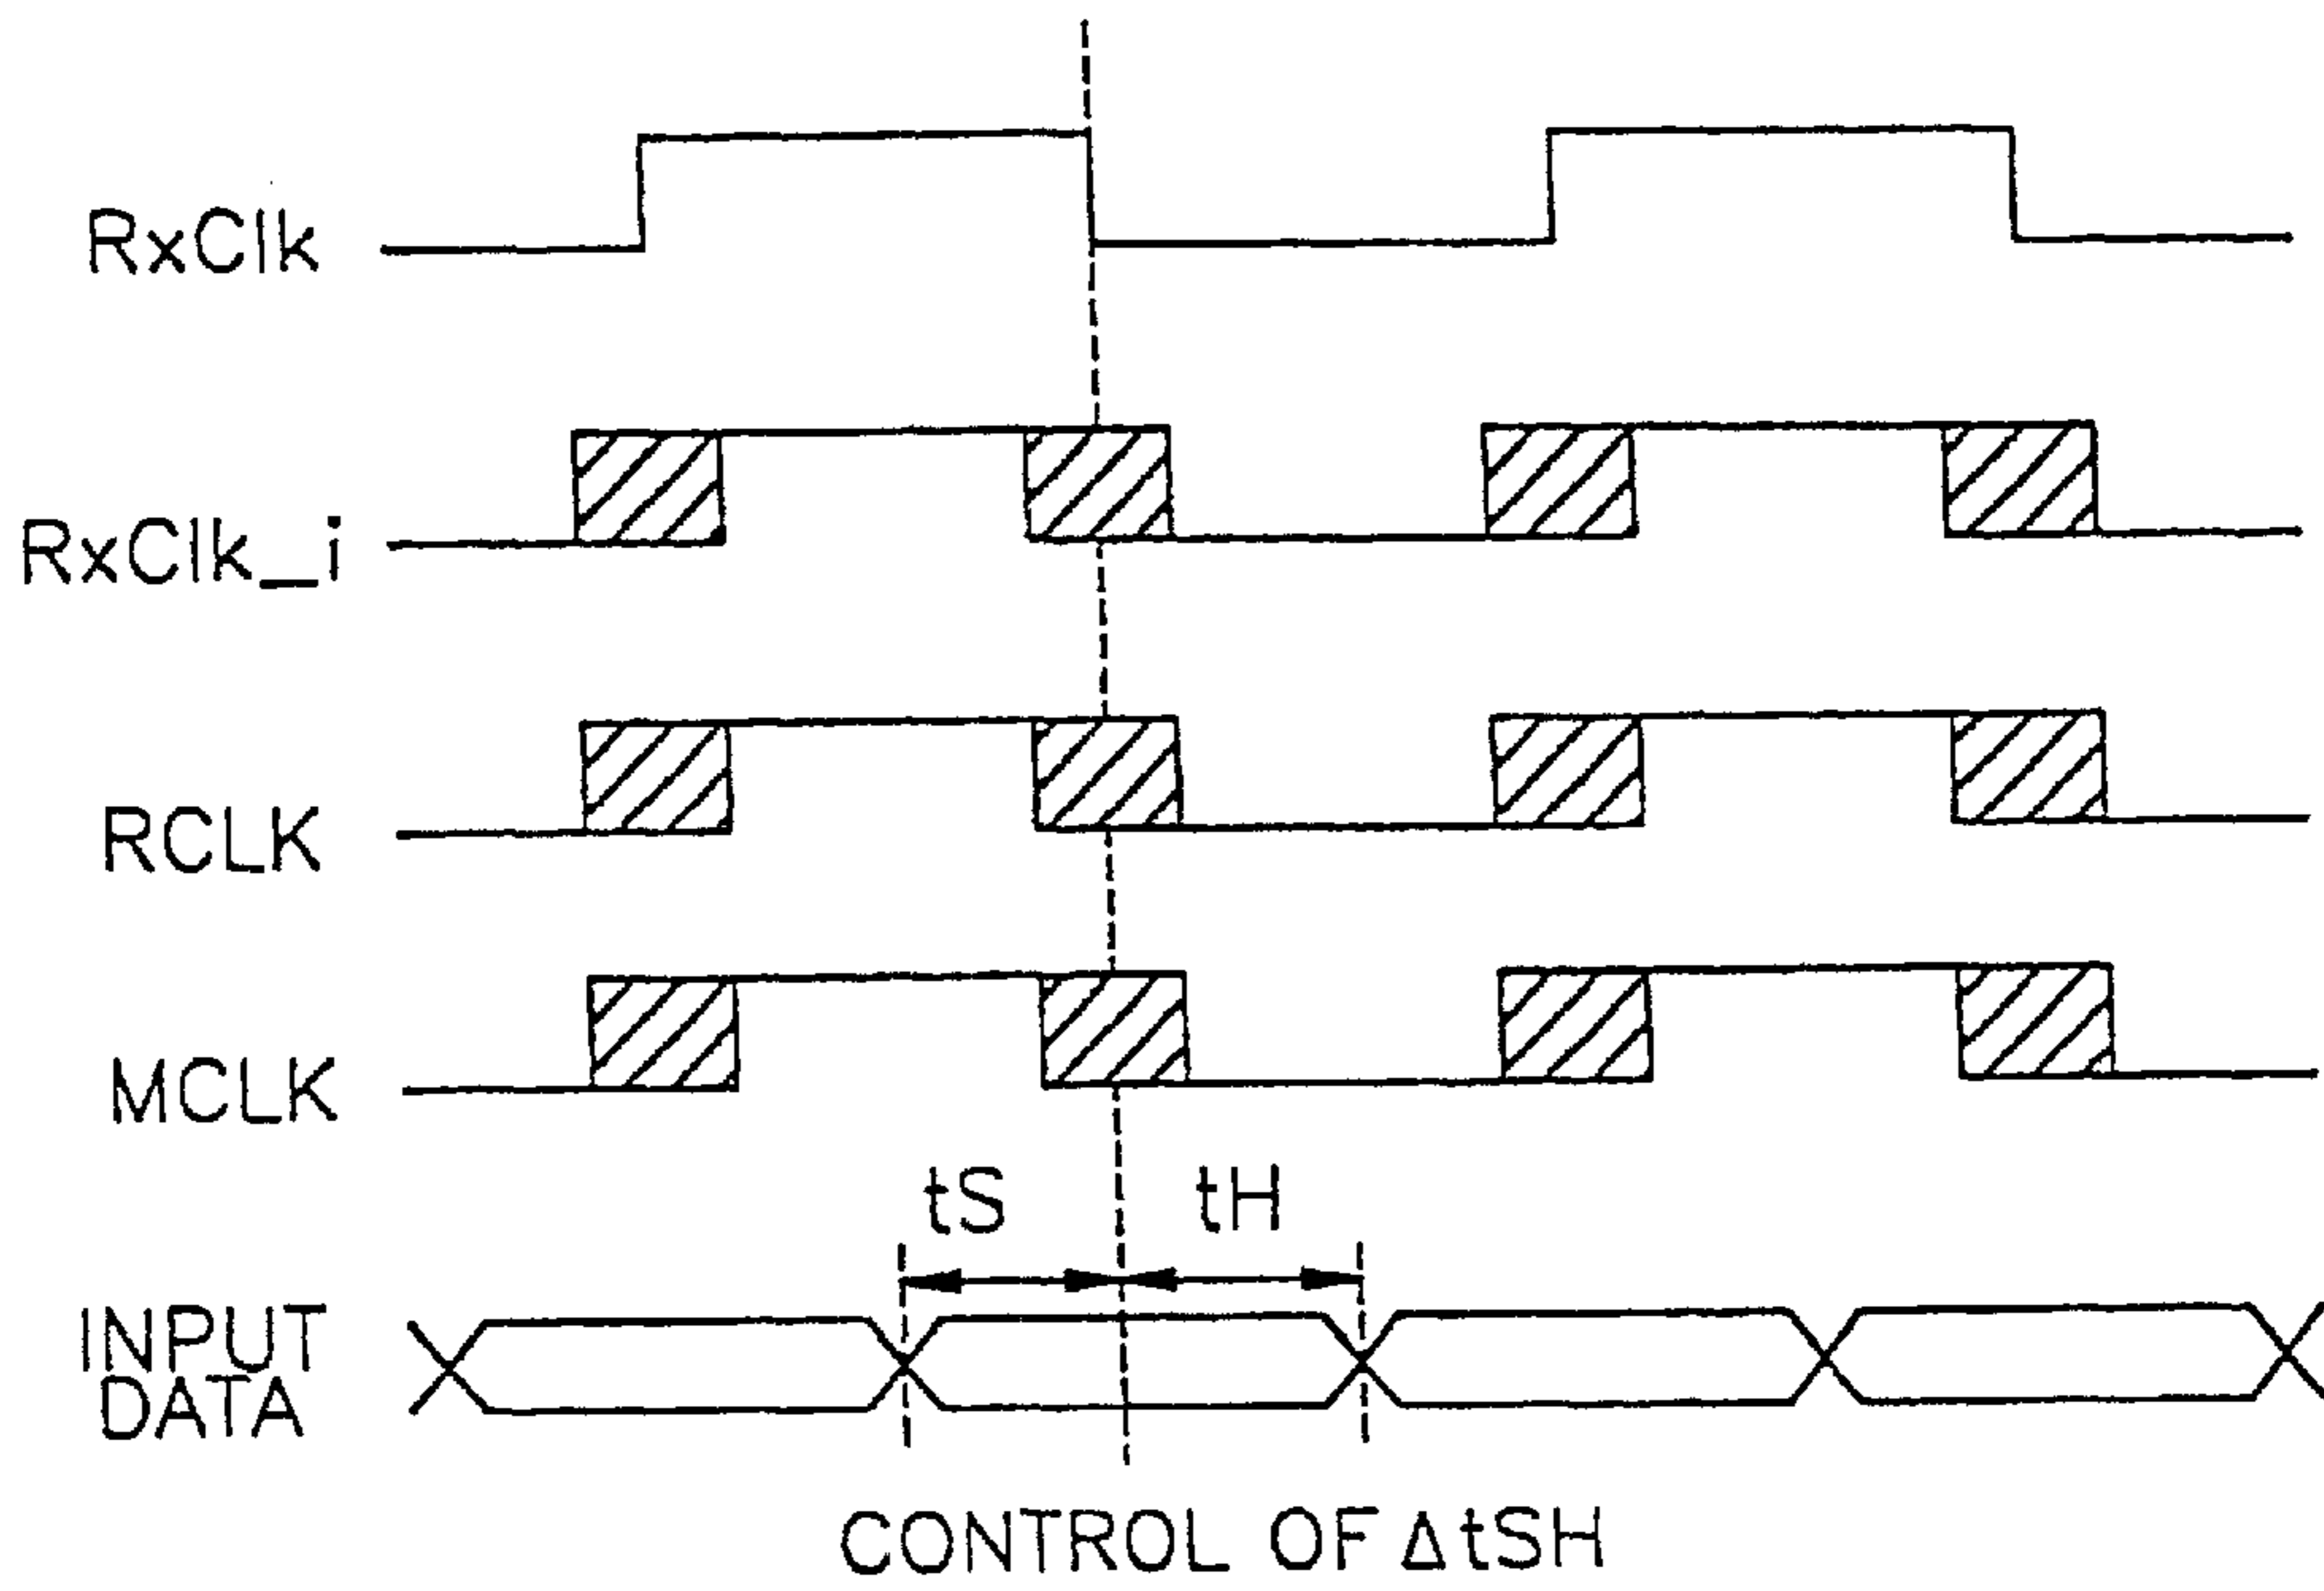 RxClk
RxClk_i
RCLK
MCLK
tS tH
INPUT
DATA
CONTROL OF ΔtSH